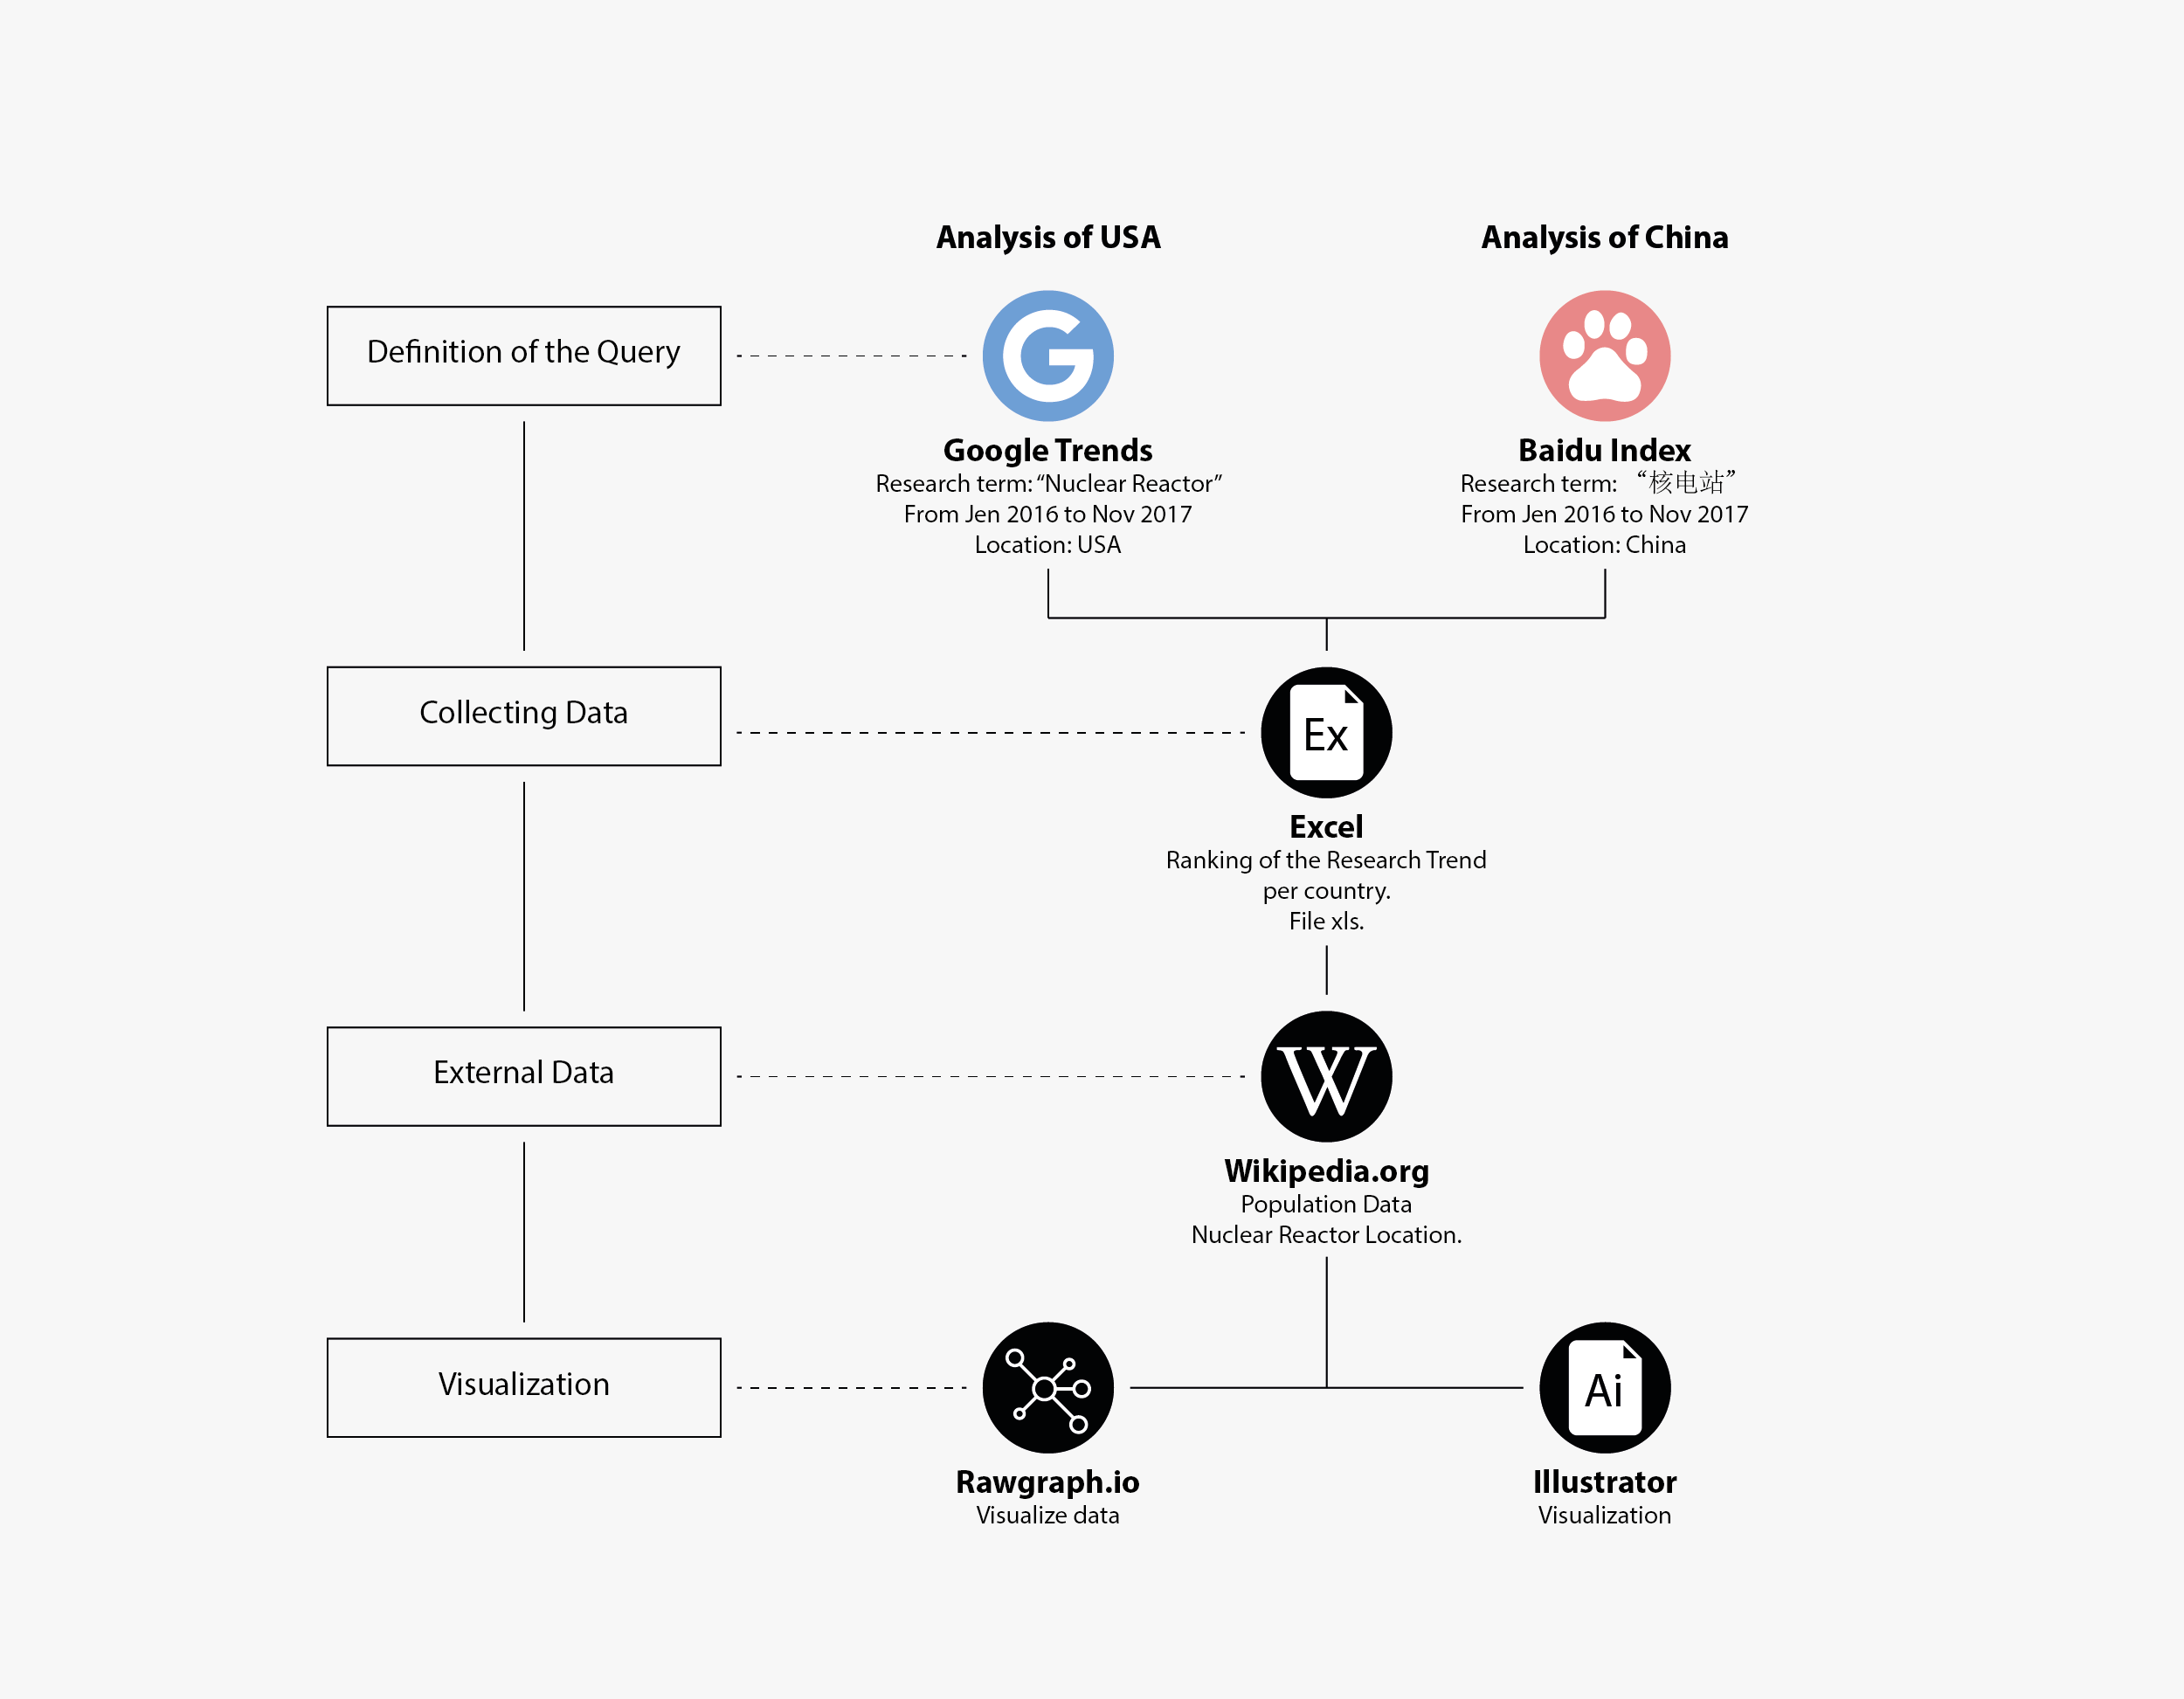 Analysis of USA
Analysis of China
Definition of the Query
Google Trends
Research term: “Nuclear Reactor”
From Jen 2016 to Nov 2017
Location: USA
Baidu Index
Research term: “核电站”
From Jen 2016 to Nov 2017
Location: China
Collecting Data
Ex
Excel
Ranking of the Research Trend
per country.
File xls.
External Data
W
Wikipedia.org
Population Data
Nuclear Reactor Location.
Visualization
Rawgraph.io
Visualize data
Ai
Illustrator
Visualization